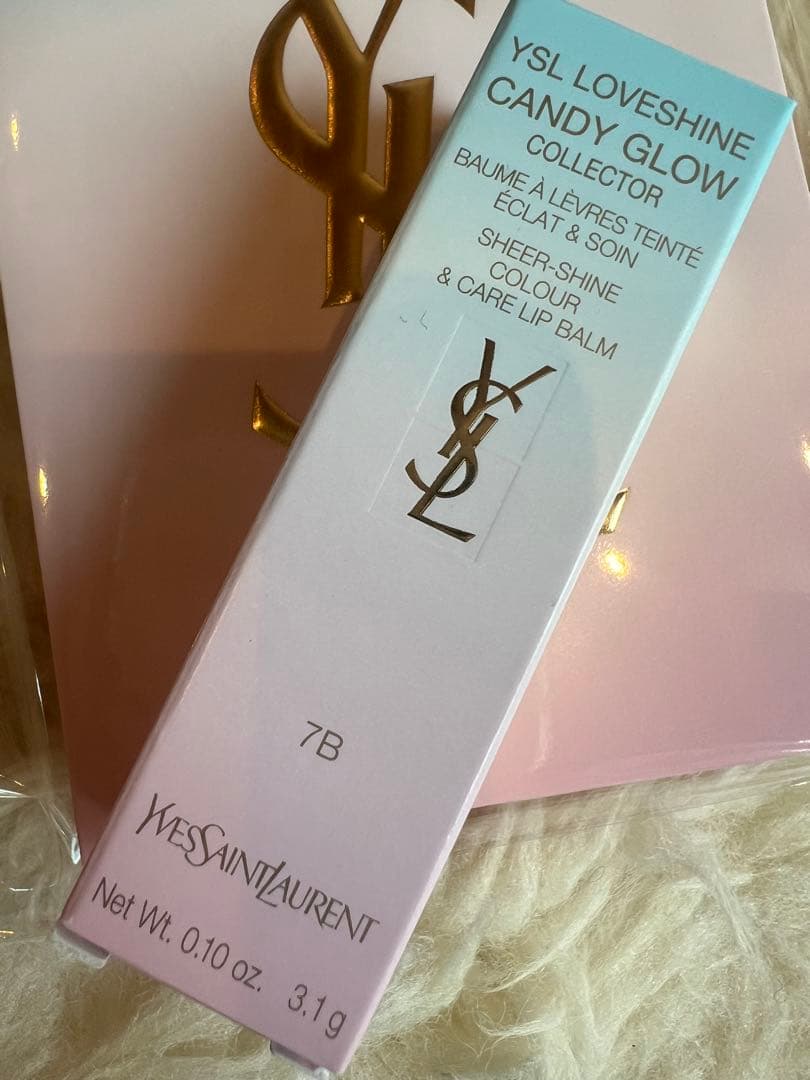 YSL LOVESHINE
CANDY GLOW
COLLECTOR
BAUME À LÈVRES TEINTÉ
ÉCLAT & SOIN
SHEER-SHINE
COLOUR
& CARE LIP BALM
YSL
7B
YVESSAINTLAURENT
Net Wt. 0.10 oz. 3.1 g